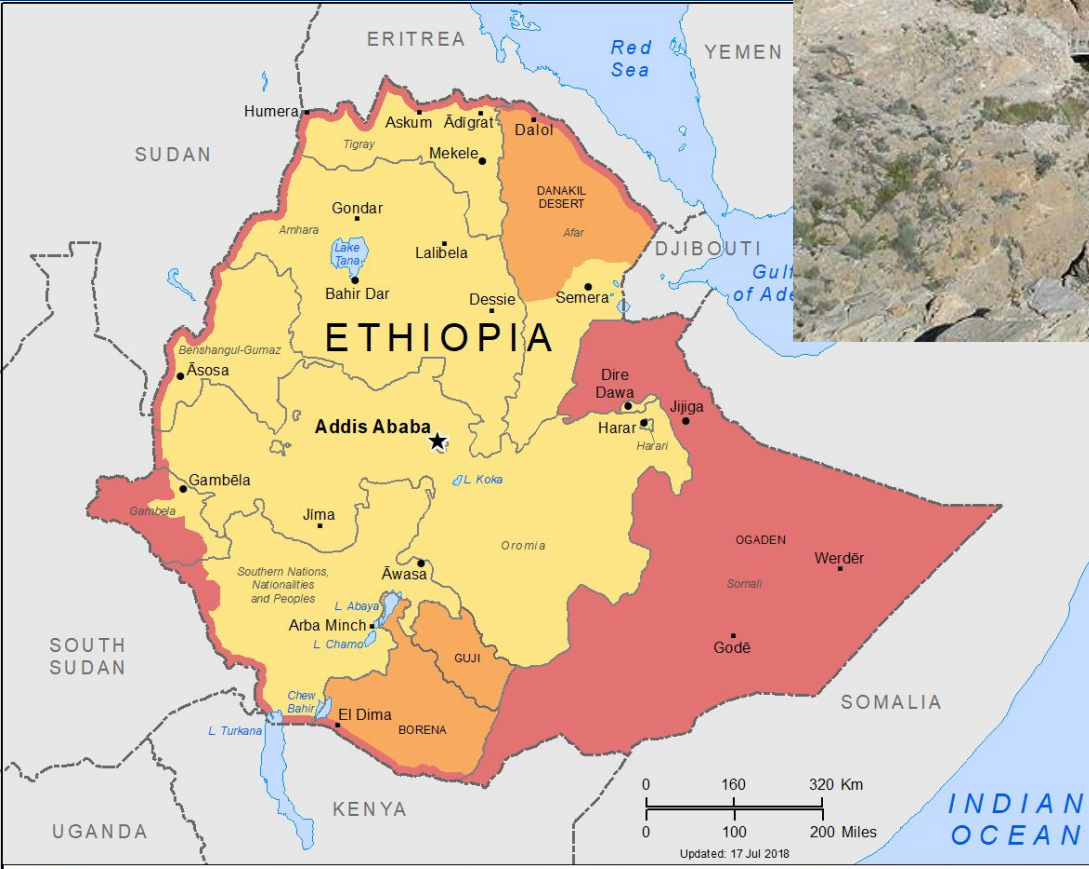 ERITREA
Red
Sea
YEMEN
Humera
Askum
Ādīgrat
Dalol
SUDAN
Tigray
Mekele
DANAKIL
DESERT
Gondar
Amhara
Afar
Lake
Tana
Lalibela
DJIBOUTI
Bahir Dar
Dessie
Semera
Gulf
of Ade
ETHIOPIA
Benshangul-Gumaz
Āsosa
Dire
Dawa
Jijiga
Addis Ababa
Harar
Harari
Gambēla
L. Koka
Gambela
Jīma
Oromia
OGADEN
Werdēr
Southern Nations,
Nationalities
and Peoples
Āwasa
Somali
L. Abaya
Arba Minch
L. Chamo
SOUTH
SUDAN
GUJI
Godē
Chew
Bahir
SOMALIA
El Dima
L. Turkana
BORENA
0 160 320 Km
KENYA
INDIAN
OCEAN
UGANDA
0 100 200 Miles
Updated: 17 Jul 2018